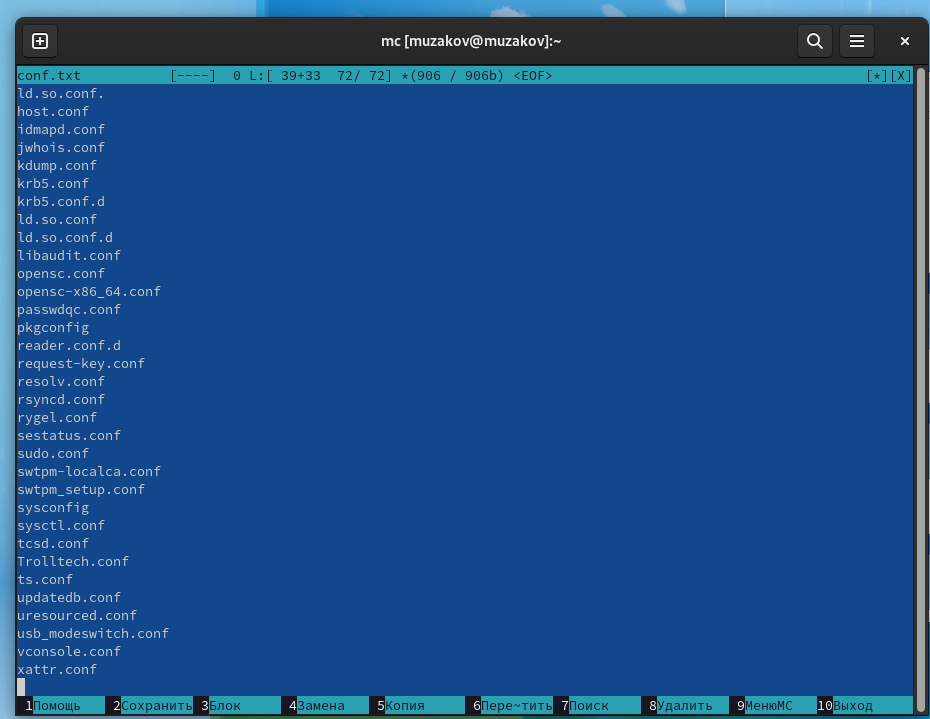 mc [muzakov@muzakov]:~
conf.txt [----] 0 L:[ 39+33 72/ 72] *(906 / 906b) <EOF> [*][X]
ld.so.conf.
host.conf
idmapd.conf
jwhois.conf
kdump.conf
krb5.conf
krb5.conf.d
ld.so.conf
ld.so.conf.d
libaudit.conf
opensc.conf
opensc-x86_64.conf
passwdqc.conf
pkgconfig
reader.conf.d
request-key.conf
resolv.conf
rsyncd.conf
rygel.conf
sestatus.conf
sudo.conf
swtpm-localca.conf
swtpm_setup.conf
sysconfig
sysctl.conf
tcsd.conf
Trolltech.conf
ts.conf
updatedb.conf
uresourced.conf
usb_modeswitch.conf
vconsole.conf
xattr.conf
1Помощь 2Сохранить 3Блок 4Замена 5Копия 6Пере~тить 7Поиск 8Удалить 9МенюMC 10Выход